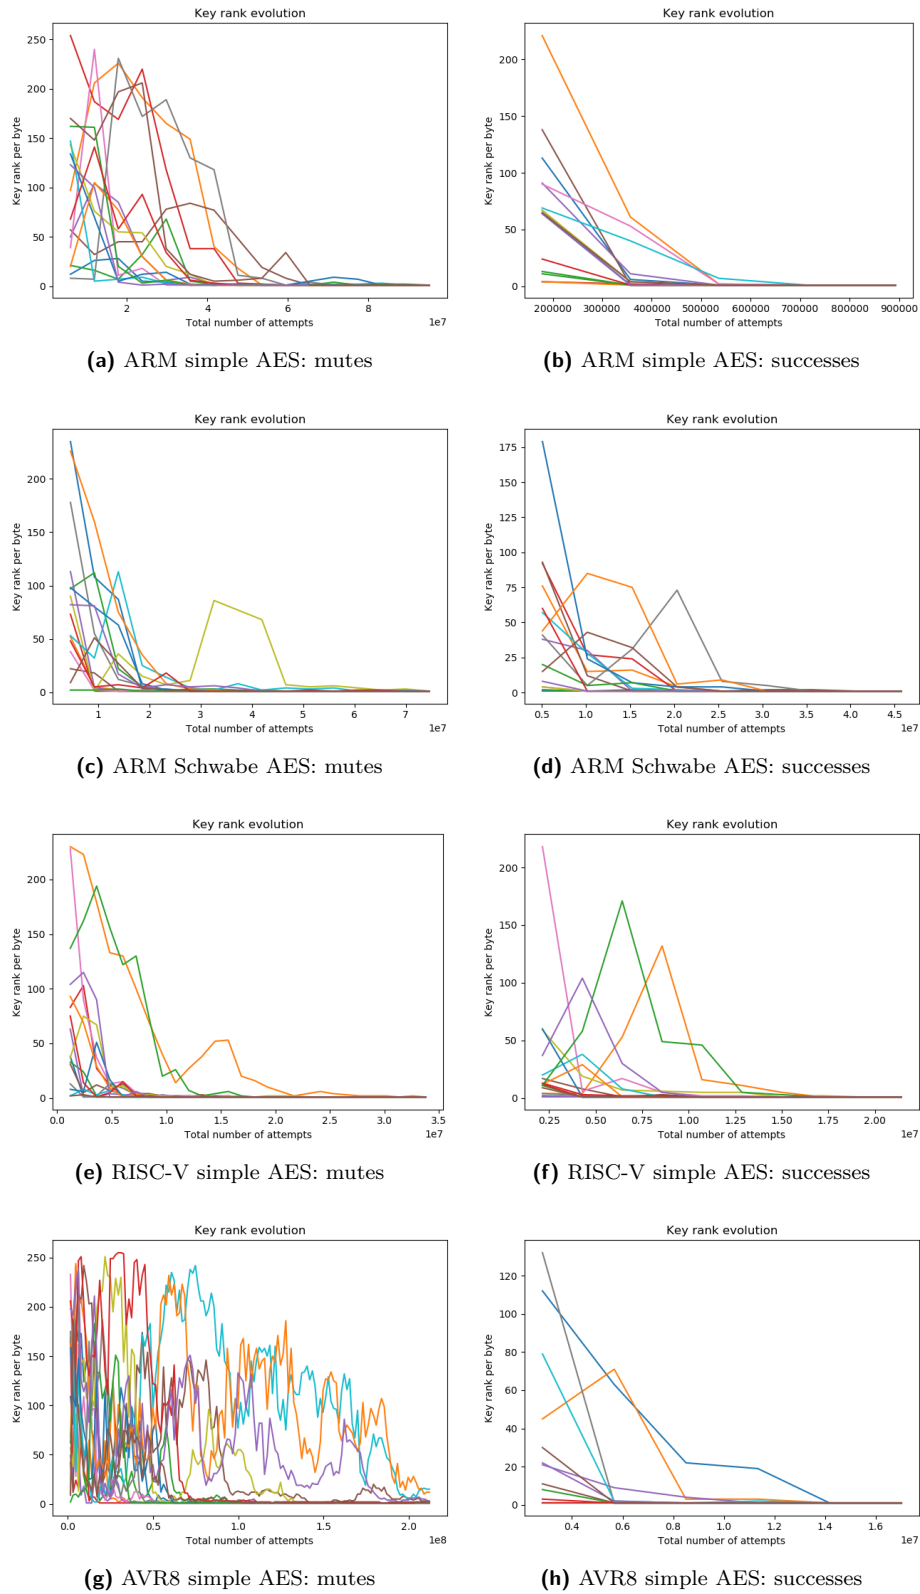 Key rank evolution
Key rank per byte
250
200
150
100
50
0
2
4
6
8
1e7
Total number of attempts
(a) ARM simple AES: mutes
Key rank evolution
Key rank per byte
200
150
100
50
0
200000 300000 400000 500000 600000 700000 800000 900000
Total number of attempts
(b) ARM simple AES: successes
Key rank evolution
Key rank per byte
200
150
100
50
0
1 2 3 4 5 6 7
1e7
Total number of attempts
(c) ARM Schwabe AES: mutes
Key rank evolution
Key rank per byte
175
150
125
100
75
50
25
0
0.5 1.0 1.5 2.0 2.5 3.0 3.5 4.0 4.5
1e7
Total number of attempts
(d) ARM Schwabe AES: successes
Key rank evolution
Key rank per byte
200
150
100
50
0
0.0 0.5 1.0 1.5 2.0 2.5 3.0 3.5
1e7
Total number of attempts
(e) RISC-V simple AES: mutes
Key rank evolution
Key rank per byte
200
150
100
50
0
0.25 0.50 0.75 1.00 1.25 1.50 1.75 2.00
1e7
Total number of attempts
(f) RISC-V simple AES: successes
Key rank evolution
Key rank per byte
250
200
150
100
50
0
0.0 0.5 1.0 1.5 2.0
1e8
Total number of attempts
(g) AVR8 simple AES: mutes
Key rank evolution
Key rank per byte
120
100
80
60
40
20
0
0.4 0.6 0.8 1.0 1.2 1.4 1.6
1e7
Total number of attempts
(h) AVR8 simple AES: successes